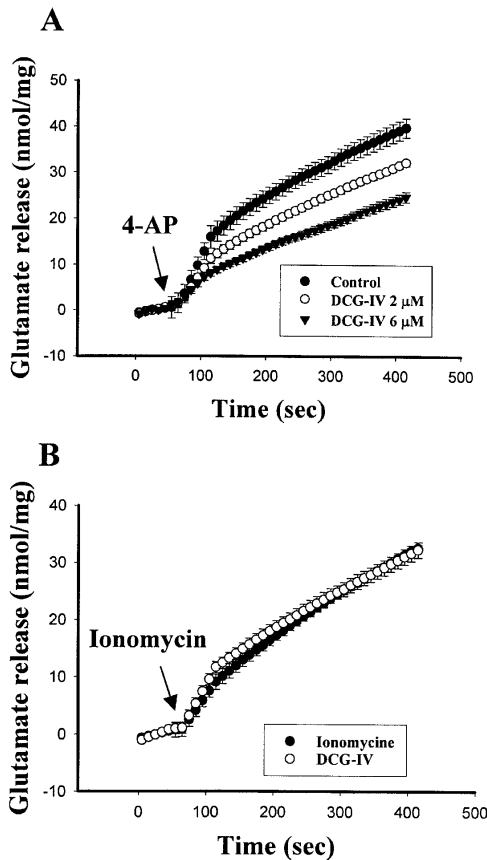 A
Glutamate release (nmol/mg)
50
40
30
20
10
0
-10
4-AP
Control
DCG-IV 2 μM
DCG-IV 6 μM
0 100 200 300 400 500
Time (sec)
B
Glutamate release (nmol/mg)
40
30
20
10
0
-10
Ionomycin
Ionomycine
DCG-IV
0 100 200 300 400 500
Time (sec)